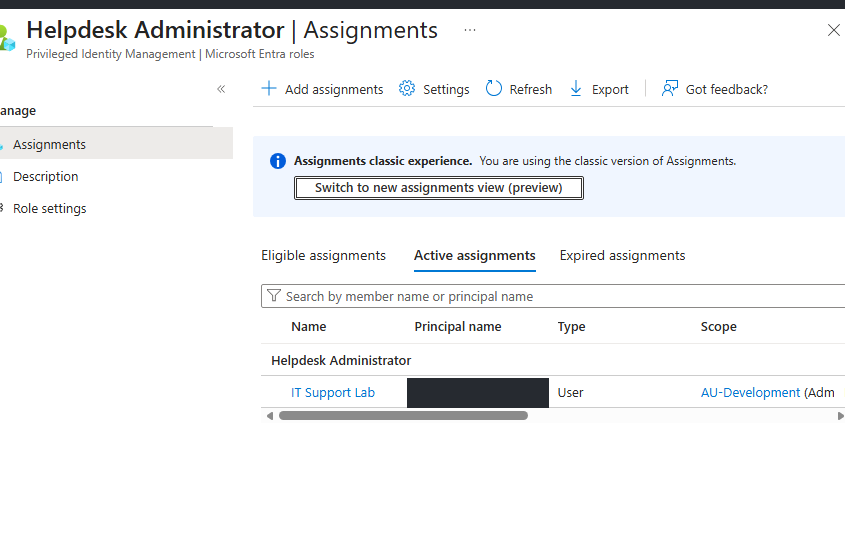 Helpdesk Administrator | Assignments ...
Privileged Identity Management | Microsoft Entra roles
«
Add assignments Settings Refresh Export Got feedback?
anage
Assignments
Description
Role settings
Assignments classic experience. You are using the classic version of Assignments.
Switch to new assignments view (preview)
Eligible assignments Active assignments Expired assignments
Search by member name or principal name
Name Principal name Type Scope
Helpdesk Administrator
IT Support Lab User AU-Development (Adm